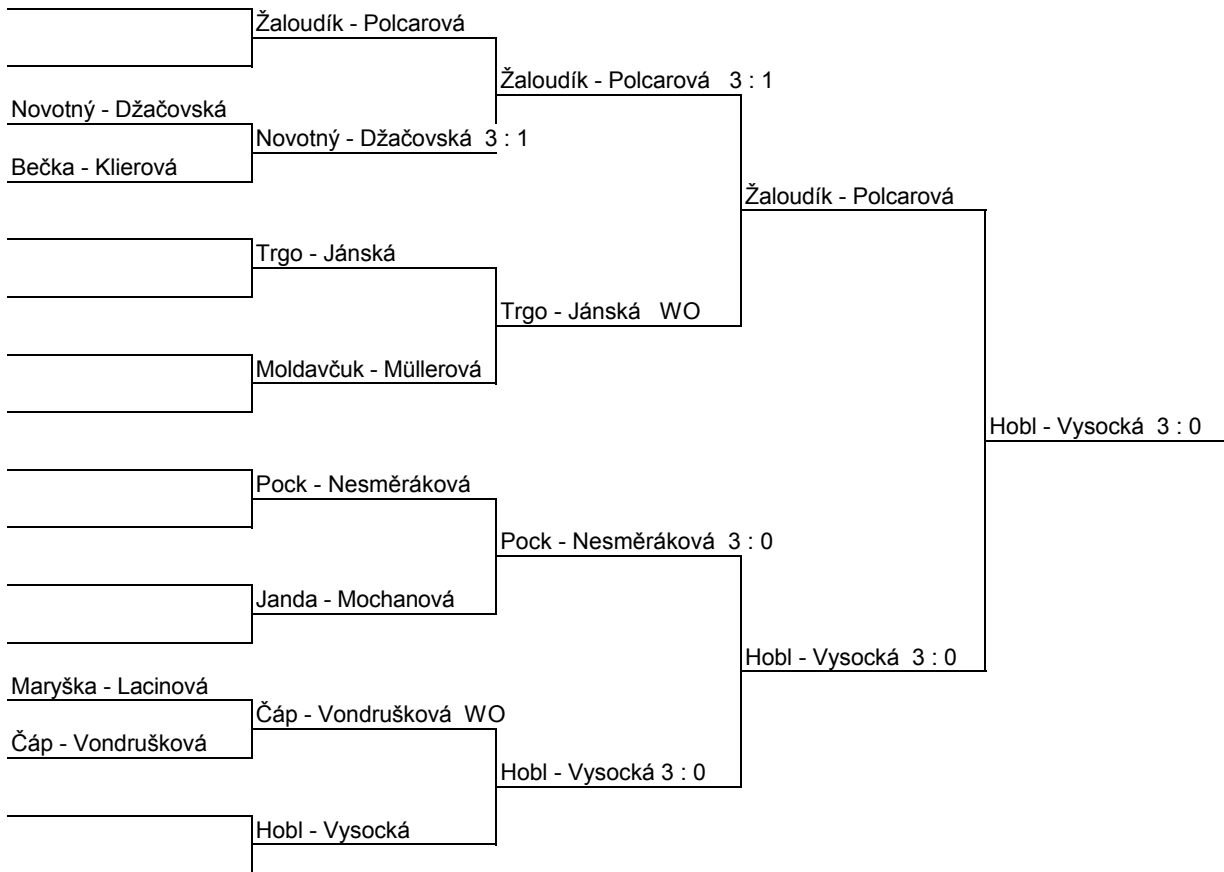 Žaloudík - Polcarová
Žaloudík - Polcarová 3 : 1
Novotný - Džačovská
Novotný - Džačovská 3 : 1
Bečka - Klierová
Žaloudík - Polcarová
Trgo - Jánská
Trgo - Jánská WO
Moldavčuk - Müllerová
Hobl - Vysocká 3 : 0
Pock - Nesměráková
Pock - Nesměráková 3 : 0
Janda - Mochanová
Hobl - Vysocká 3 : 0
Maryška - Lacinová
Čáp - Vondrušková WO
Čáp - Vondrušková
Hobl - Vysocká 3 : 0
Hobl - Vysocká